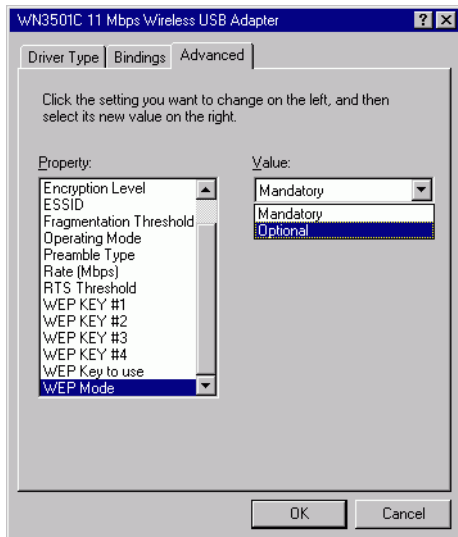 WN3501C 11 Mbps Wireless USB Adapter
Driver Type Bindings Advanced
Click the setting you want to change on the left, and then
select its new value on the right.
Property:
Encryption Level
ESSID
Fragmentation Threshold
Operating Mode
Preamble Type
Rate (Mbps)
RTS Threshold
WEP KEY #1
WEP KEY #2
WEP KEY #3
WEP KEY #4
WEP Key to use
WEP Mode
Value:
Mandatory
Mandatory
Optional
OK Cancel